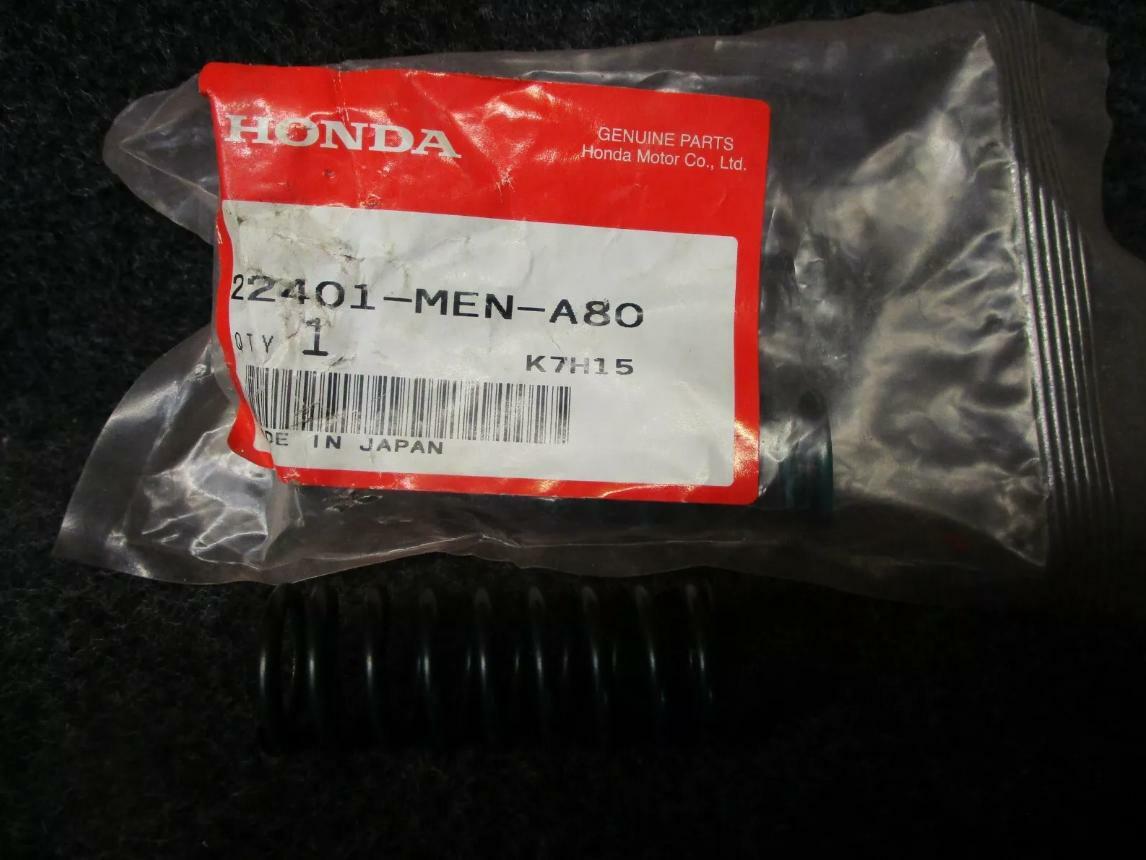 HONDA
GENUINE PARTS
Honda Motor Co., Ltd.
22401-MEN-A80
QTY 1
K7H15
DE IN JAPAN